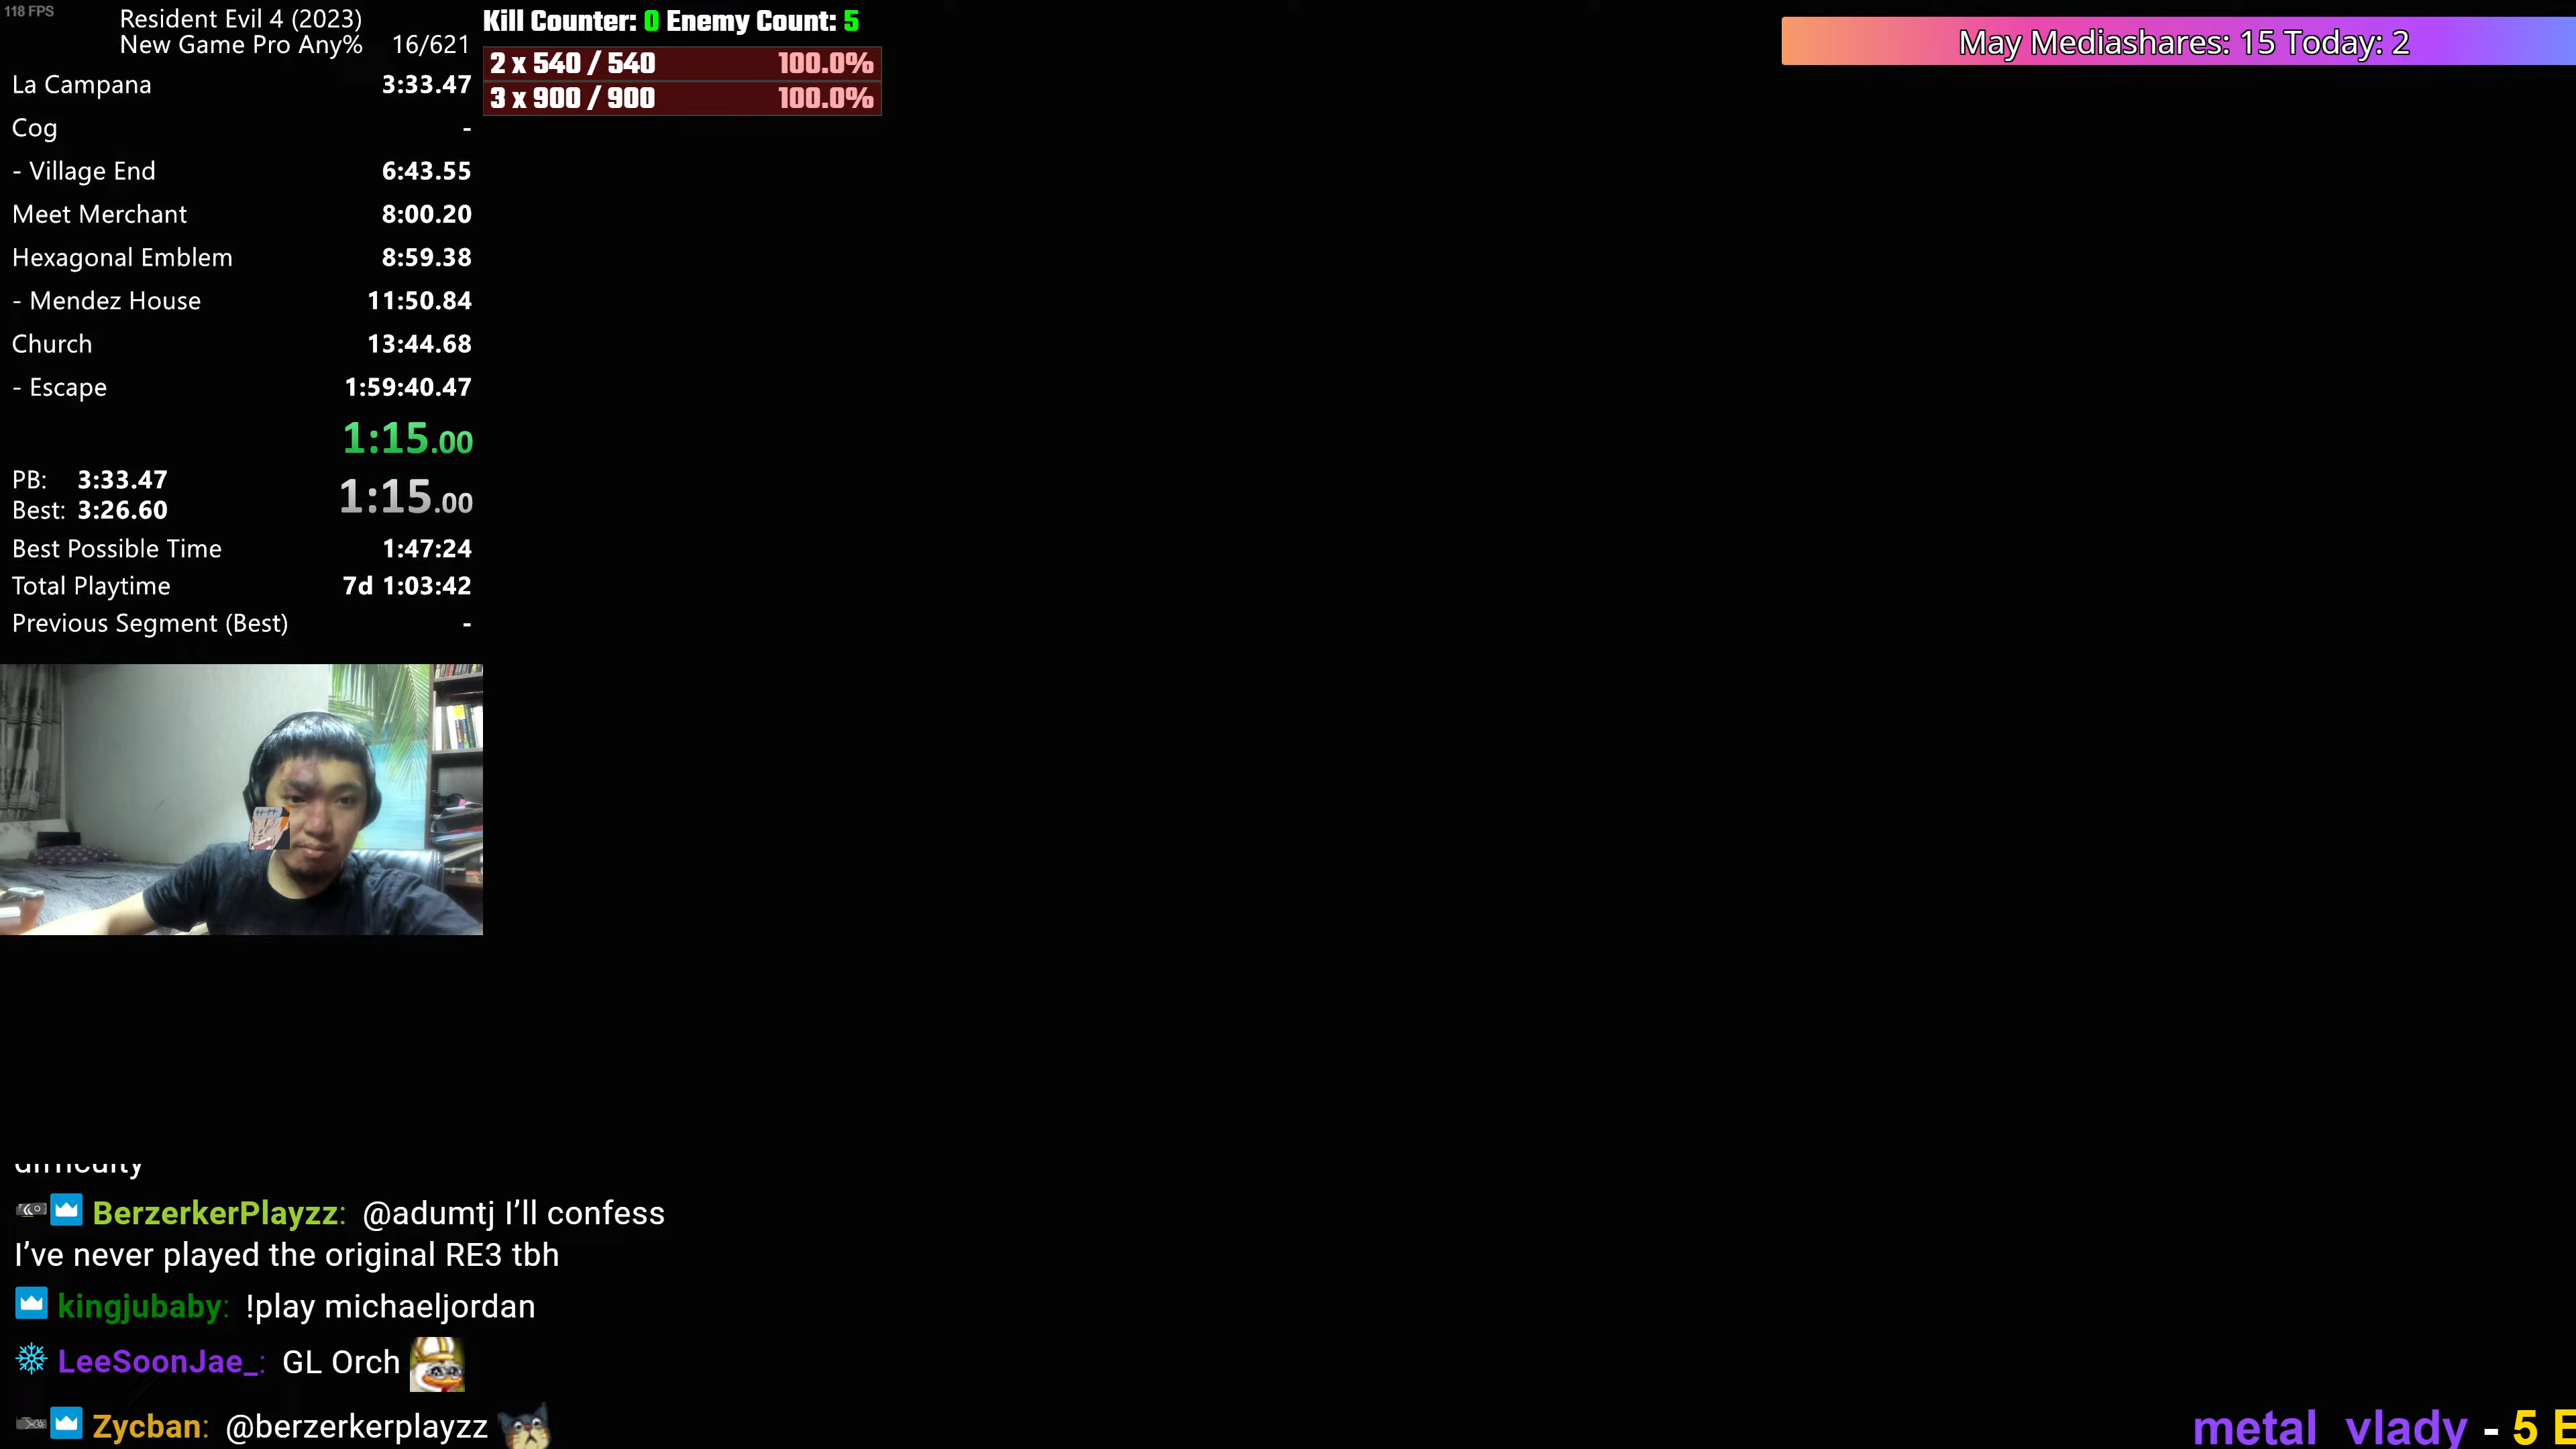 118 FPS
Resident Evil 4 (2023)
New Game Pro Any% 16/621
La Campana 3:33.47
Cog -
- Village End 6:43.55
Meet Merchant 8:00.20
Hexagonal Emblem 8:59.38
- Mendez House 11:50.84
Church 13:44.68
- Escape 1:59:40.47
1:15.00
PB: 3:33.47
Best: 3:26.60
1:15.00
Best Possible Time 1:47:24
Total Playtime 7d 1:03:42
Previous Segment (Best) -
Kill Counter: 0 Enemy Count: 5
2 x 540 / 540 100.0%
3 x 900 / 900 100.0%
May Mediashares: 15 Today: 2
difficulty
BerzerkerPlayzz: @adumtj I’ll confess
I’ve never played the original RE3 tbh
kingjubaby: !play michaeljordan
LeeSoonJae_: GL Orch
Zycban: @berzerkerplayzz
metal_vlady - 5 E